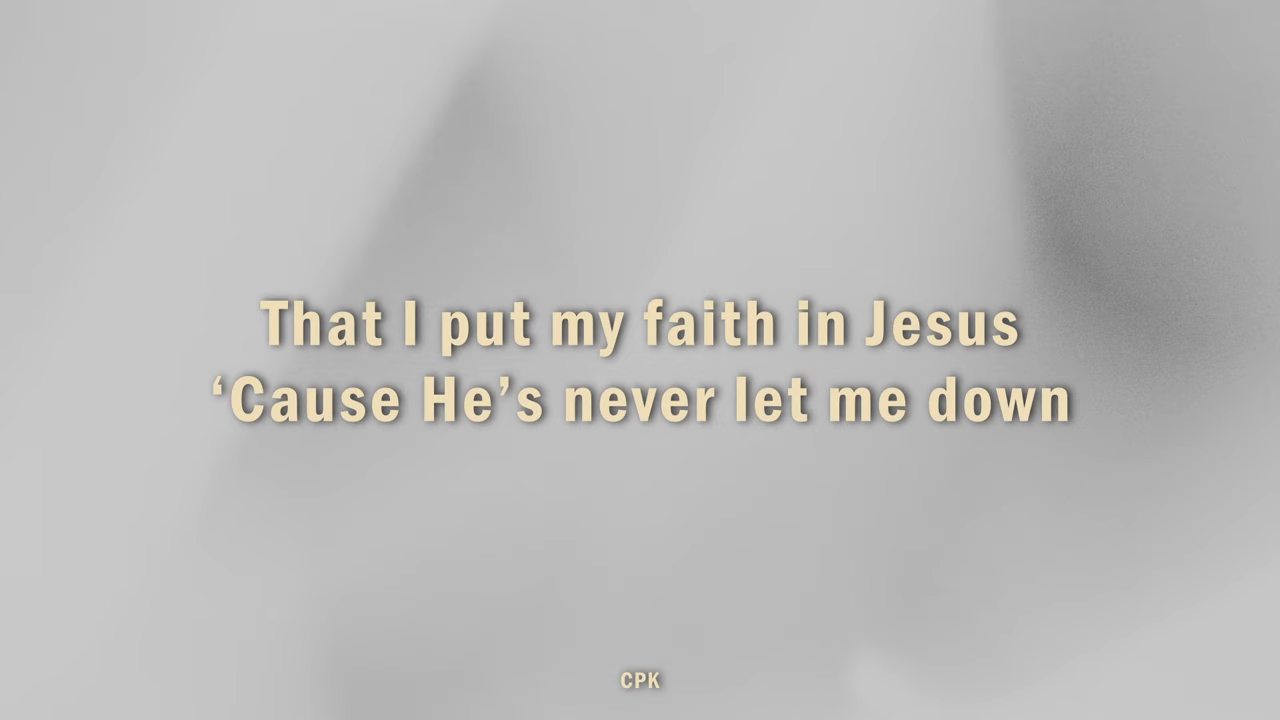 That I put my faith in Jesus
‘Cause He’s never let me down
CPK